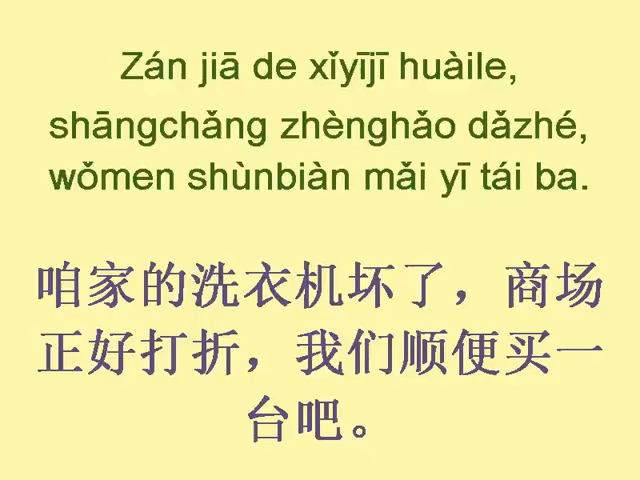 Zán jiā de xǐyījī huàile,
shāngchǎng zhènghǎo dǎzhé,
wǒmen shùnbiàn mǎi yī tái ba.
咱家的洗衣机坏了，商场
正好打折，我们顺便买一
台吧。